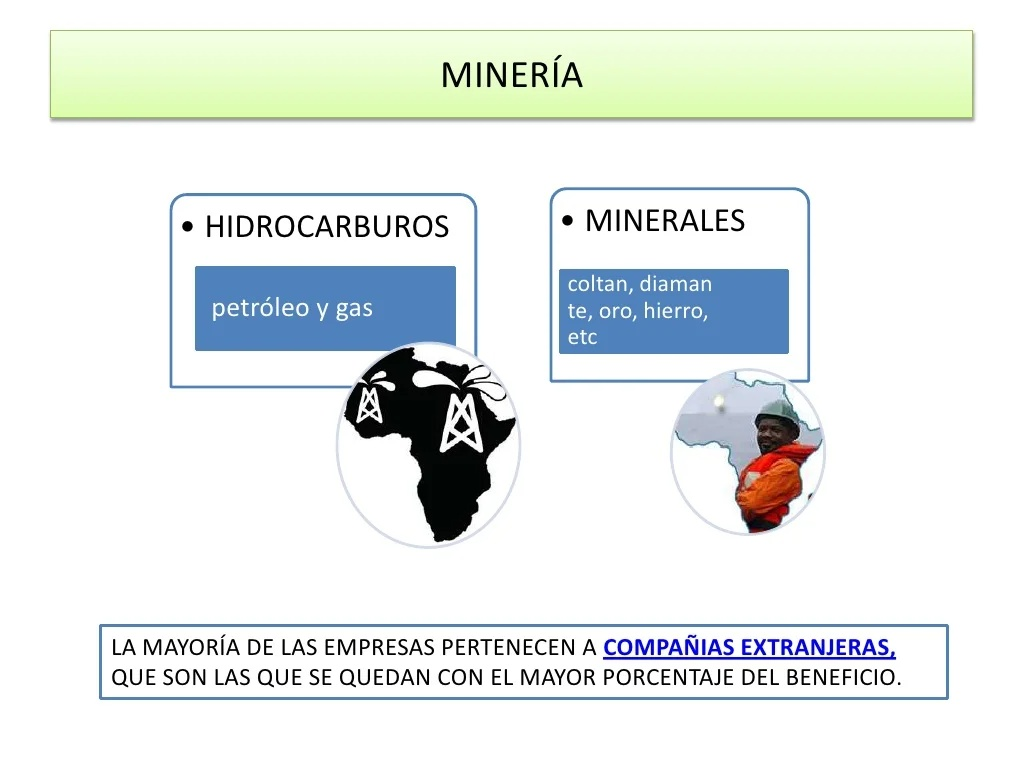 MINERÍA
• HIDROCARBUROS
petróleo y gas
• MINERALES
coltan, diaman
te, oro, hierro,
etc
LA MAYORÍA DE LAS EMPRESAS PERTENECEN A COMPAÑIAS EXTRANJERAS,
QUE SON LAS QUE SE QUEDAN CON EL MAYOR PORCENTAJE DEL BENEFICIO.